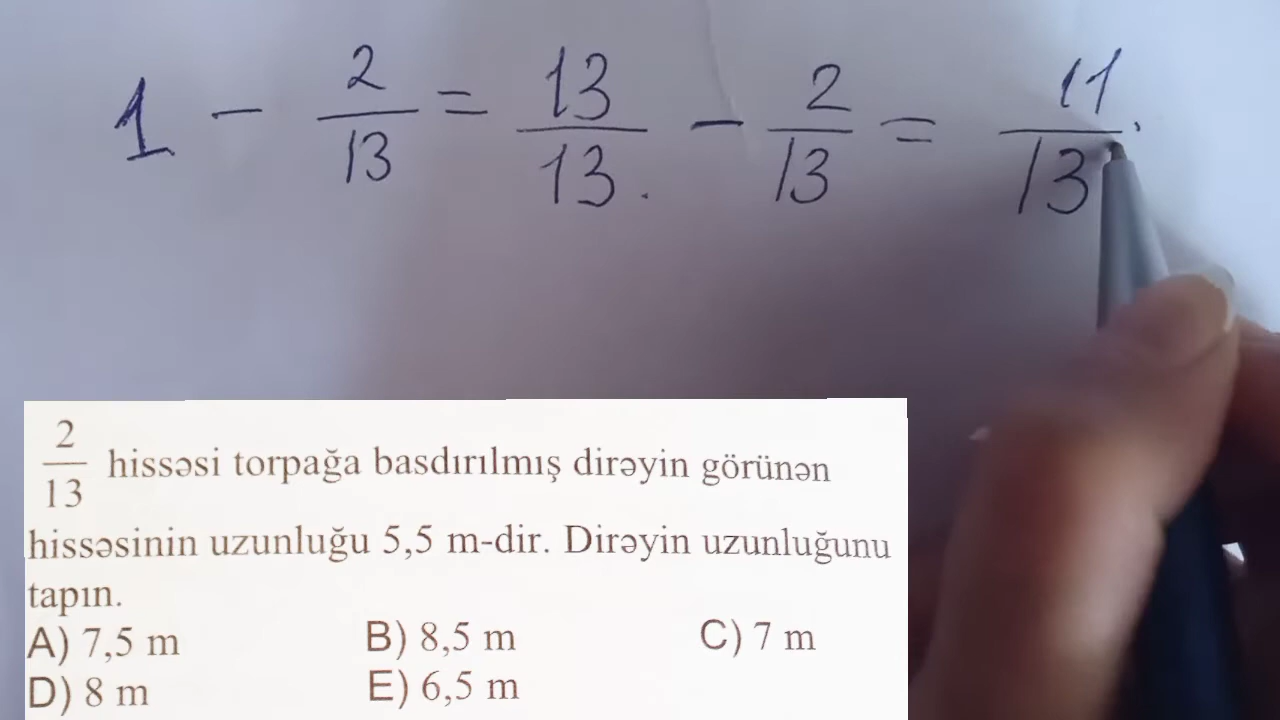 1 - 2/13 = 13/13. - 2/13 = 11/13.
2/13 hissəsi torpağa basdırılmış dirəyin görünən
hissəsinin uzunluğu 5,5 m-dir. Dirəyin uzunluğunu
tapın.
A) 7,5 m B) 8,5 m C) 7 m
D) 8 m E) 6,5 m